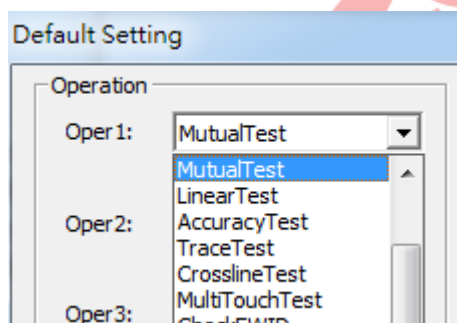 Default Setting
Operation
Oper1:
MutualTest
MutualTest
LinearTest
Oper2:
AccuracyTest
TraceTest
CrosslineTest
Oper3:
MultiTouchTest